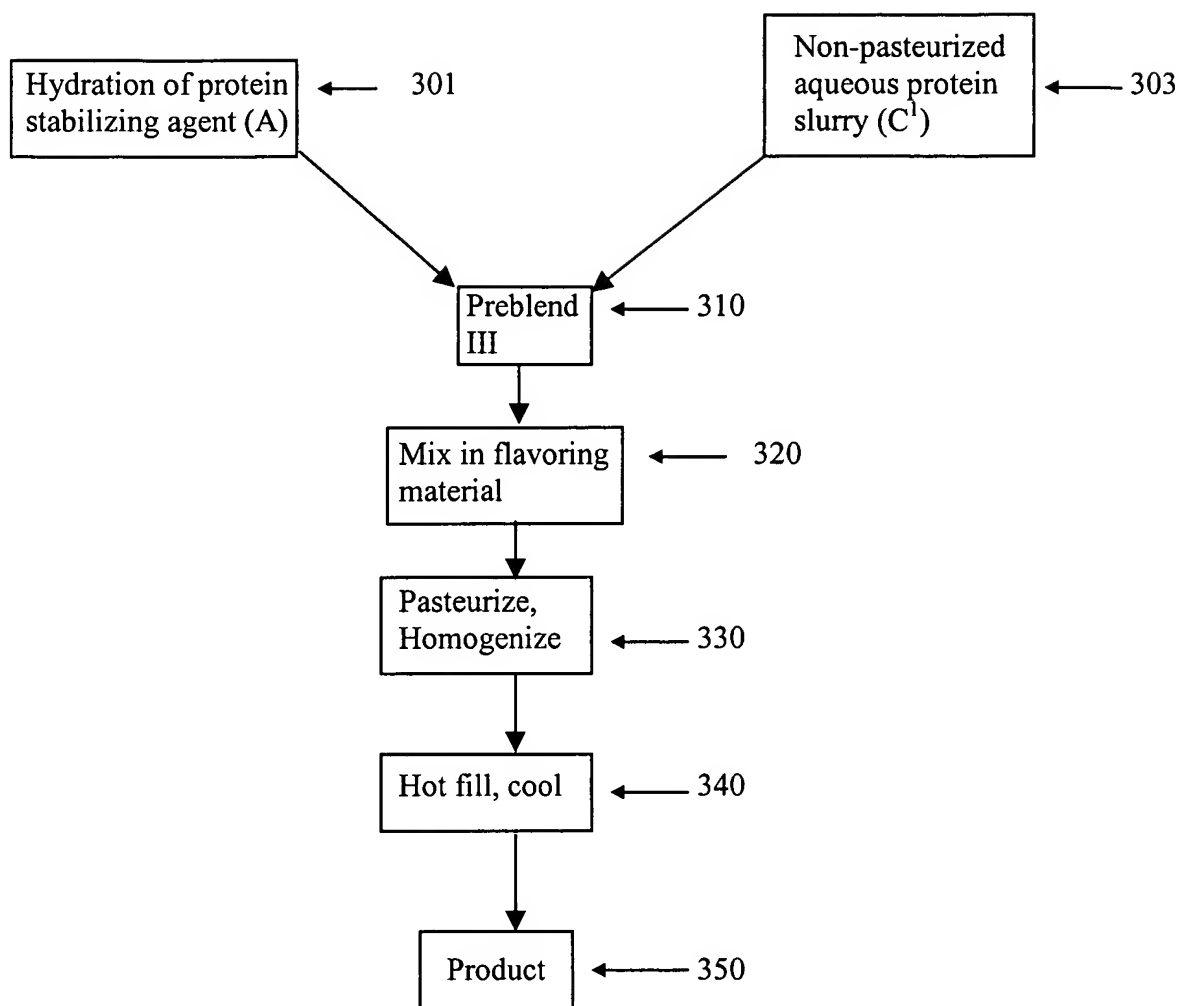 Hydration of protein
stabilizing agent (A)
301
Non-pasteurized
aqueous protein
slurry (C¹)
303
Preblend
III
310
Mix in flavoring
material
320
Pasteurize,
Homogenize
330
Hot fill, cool
340
Product
350